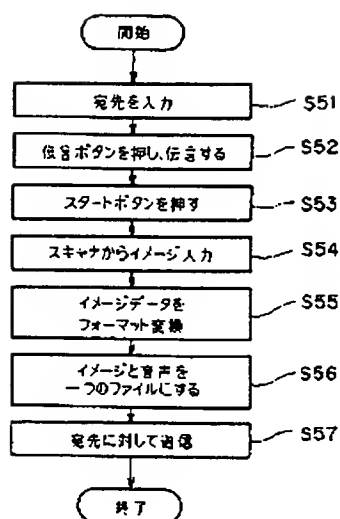 開始
宛先を入力
S51
伝言ボタンを押し、伝言する
S52
スタートボタンを押す
S53
スキャナからイメージ入力
S54
イメージデータを
フォーマット変換
S55
イメージと音声を
一つのファイルにする
S56
宛先に対して送信
S57
終了